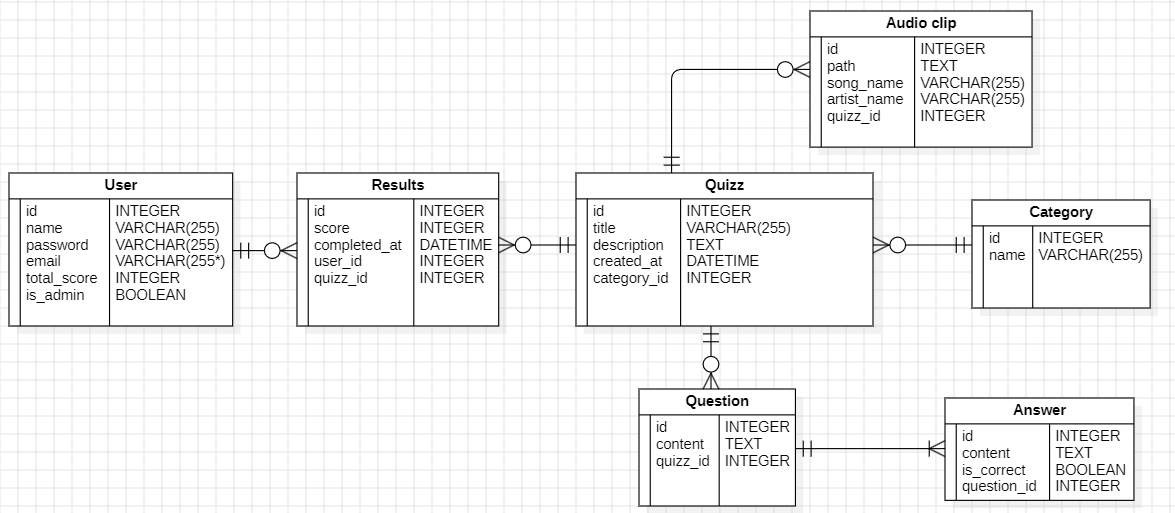 Audio clip
id INTEGER
path TEXT
song_name VARCHAR(255)
artist_name VARCHAR(255)
quizz_id INTEGER
User
id INTEGER
name VARCHAR(255)
password VARCHAR(255)
email VARCHAR(255*)
total_score INTEGER
is_admin BOOLEAN
Results
id INTEGER
score INTEGER
completed_at DATETIME
user_id INTEGER
quizz_id INTEGER
Quizz
id INTEGER
title VARCHAR(255)
description TEXT
created_at DATETIME
category_id INTEGER
Category
id INTEGER
name VARCHAR(255)
Question
id INTEGER
content TEXT
quizz_id INTEGER
Answer
id INTEGER
content TEXT
is_correct BOOLEAN
question_id INTEGER